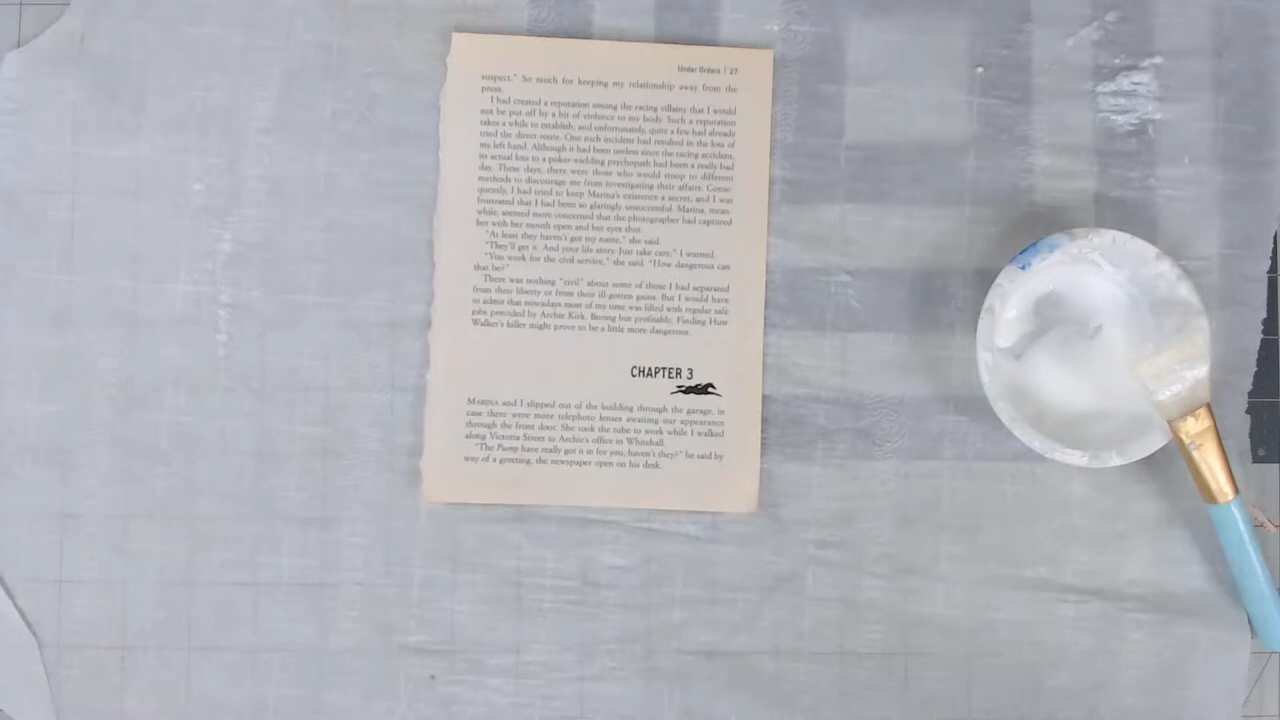 Under Orders | 27
suspect." So much for keeping my relationship away from the
press.
I had created a reputation among the racing villainy that I would
not be put off by a bit of violence to my body. Such a reputation
takes a while to establish, and unfortunately, quite a few had already
tried the direct route. One such incident had resulted in the loss of
my left hand. Although it had been useless since the racing accident,
its actual loss to a poker-wielding psychopath had been a really bad
day. These days, there were those who would stoop to different
methods to discourage me from investigating their affairs. Conse-
quently, I had tried to keep Marina's existence a secret, and I was
frustrated that I had been so glaringly unsuccessful. Marina, mean-
while, seemed more concerned that the photographer had captured
her with her mouth open and her eyes shut.
"At least they haven't got my name," she said.
"They'll get it. And your life story. Just take care," I warned.
"You work for the civil service," she said. "How dangerous can
that be?"
There was nothing "civil" about some of those I had separated
from their liberty or from their ill-gotten gains. But I would have
to admit that nowadays most of my time was filled with regular safe
jobs provided by Archie Kirk. Boring but profitable. Finding Huw
Walker's killer might prove to be a little more dangerous.
CHAPTER 3
MARINA and I slipped out of the building through the garage, in
case there were more telephoto lenses awaiting our appearance
through the front door. She took the tube to work while I walked
along Victoria Street to Archie's office in Whitehall.
"The Pump have really got it in for you, haven't they?" he said by
way of a greeting, the newspaper open on his desk.